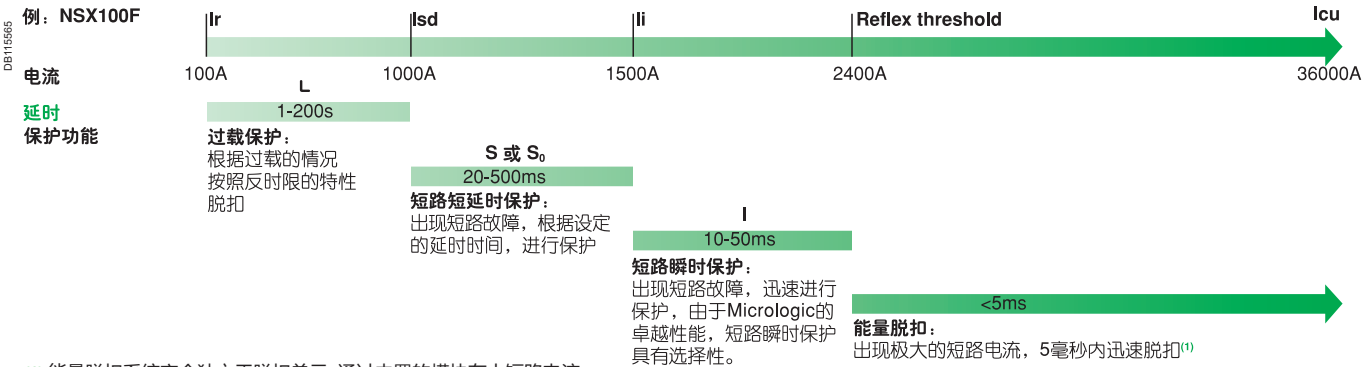 DB115565
例：NSX100F
Ir
Isd
Ii
Reflex threshold
Icu
电流
100A
1000A
1500A
2400A
36000A
延时
保护功能
L
1-200s
过载保护：
根据过载的情况
按照反时限的特性
脱扣
S 或 S₀
20-500ms
短路短延时保护：
出现短路故障，根据设定
的延时时间，进行保护
I
10-50ms
短路瞬时保护：
出现短路故障，迅速进行
保护，由于Micrologic的
卓越性能，短路瞬时保护
具有选择性。
<5ms
能量脱扣：
出现极大的短路电流，5毫秒内迅速脱扣(1)